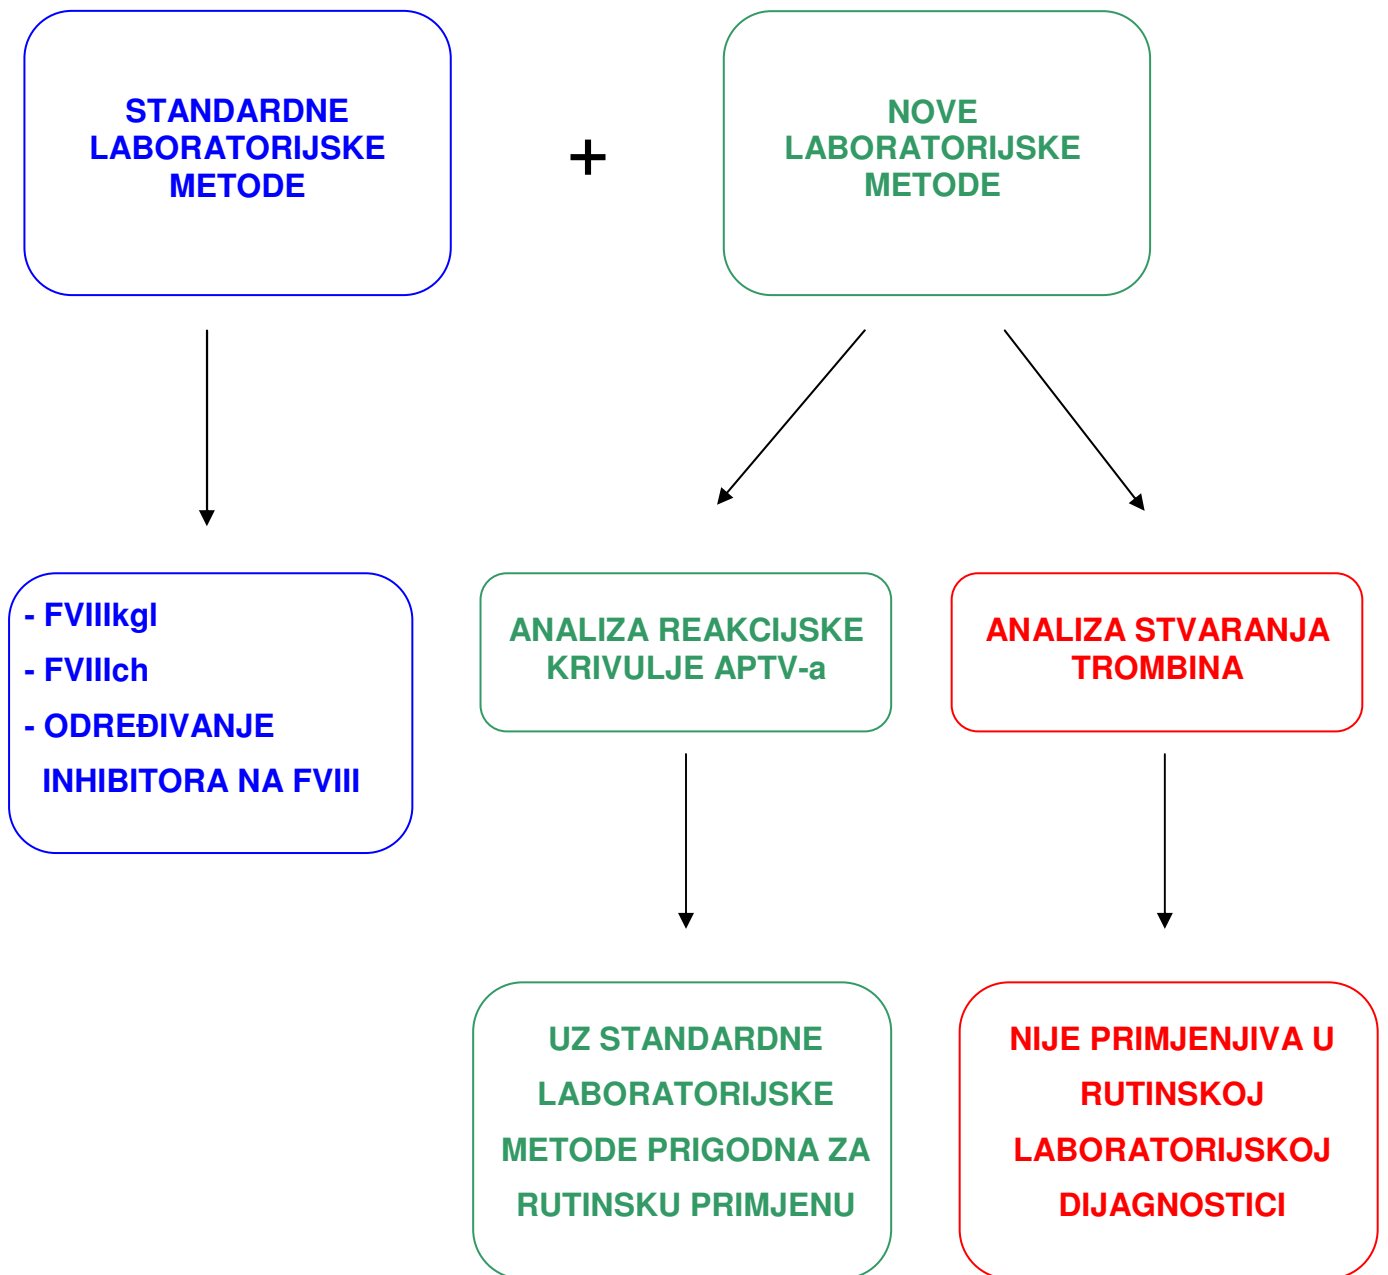 STANDARDNE
LABORATORIJSKE
METODE
+
NOVE
LABORATORIJSKE
METODE
- FVIIIkgl
- FVIIIch
- ODREĐIVANJE
INHIBITORA NA FVIII
ANALIZA REAKCIJSKE
KRIVULJE APTV-a
ANALIZA STVARANJA
TROMBINA
UZ STANDARDNE
LABORATORIJSKE
METODE PRIGODNA ZA
RUTINSKU PRIMJENU
NIJE PRIMJENJIVA U
RUTINSKOJ
LABORATORIJSKOJ
DIJAGNOSTICI